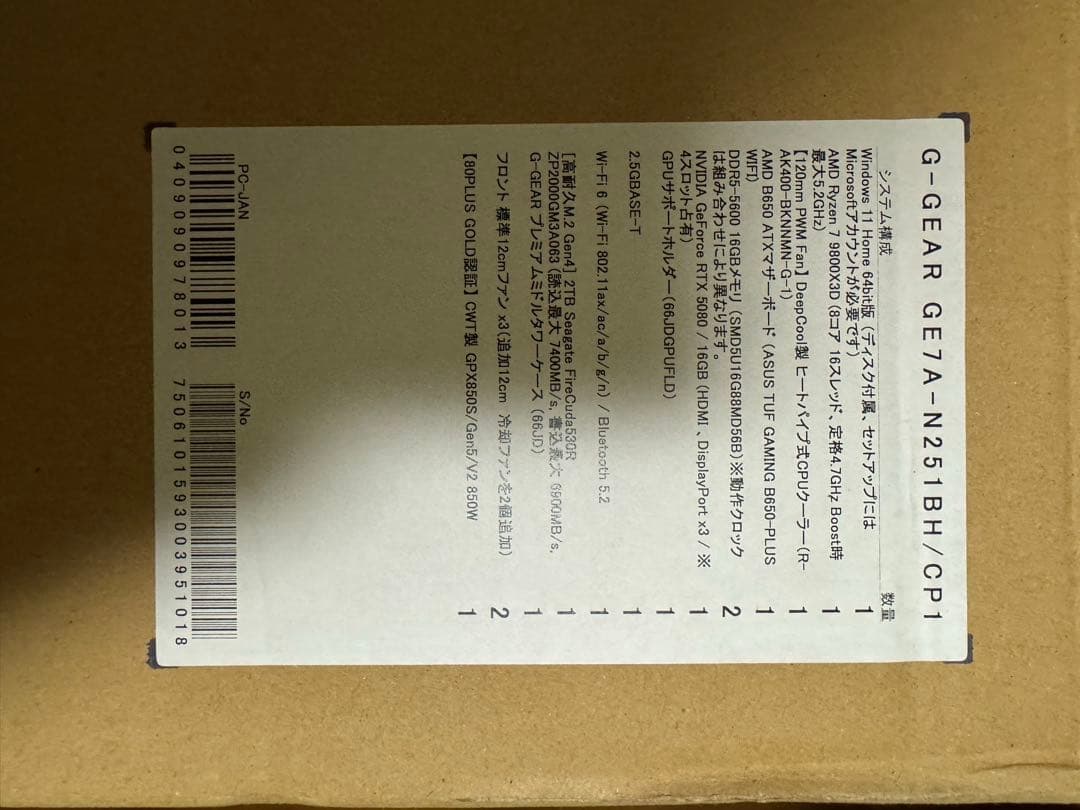 G-GEAR GE7A-N251BH/CP1
システム構成 数量
Windows 11 Home 64bit版 (ディスク付属、セットアップには 1
Microsoftアカウントが必要です)
AMD Ryzen 7 9800X3D (8コア 16スレッド、定格4.7GHz Boost時 1
最大5.2GHz)
【120mm PWM Fan】DeepCool製 ヒートパイプ式CPUクーラー(R- 1
AK400-BKNNMN-G-1)
AMD B650 ATXマザーボード (ASUS TUF GAMING B650-PLUS 1
WIFI)
DDR5-5600 16GBメモリ (SMD5U16G88MD56B)※動作クロック 2
は組み合わせにより異なります。
NVIDIA GeForce RTX 5080 / 16GB (HDMI 、DisplayPort x3 / ※ 1
4スロット占有)
GPUサポートホルダー(66JDGPUFLD) 1
2.5GBASE-T 1
Wi-Fi 6 (Wi-Fi 802.11ax/ac/a/b/g/n) / Bluetooth 5.2 1
[高耐久M.2 Gen4] 2TB Seagate FireCuda530R 1
ZP2000GM3A063 (読込最大 7400MB/s, 書込最大 6900MB/s,
G-GEAR プレミアムミドルタワーケース (66JD) 1
フロント 標準12cmファン x3(追加12cm 冷却ファンを2個追加) 2
【80PLUS GOLD認証】CWT製 GPX850S/Gen5/V2 850W 1
PC-JAN S/No
0409090978013 7506101593003951018